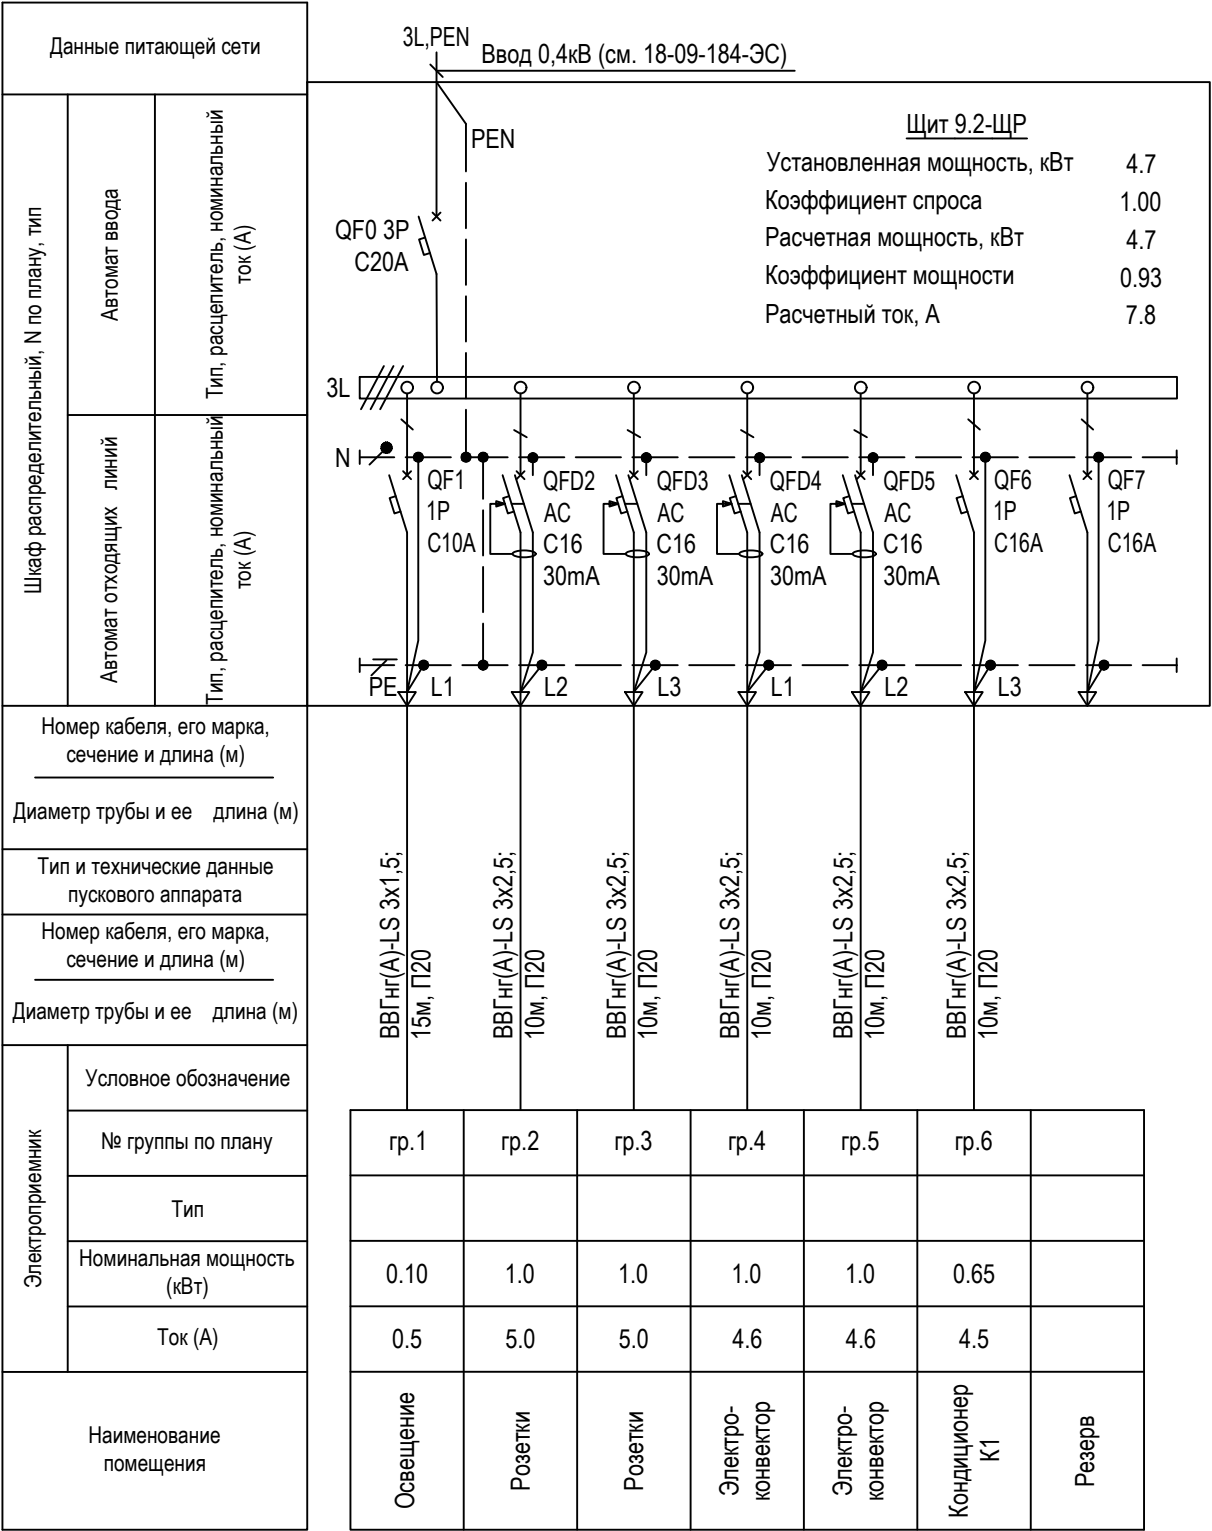 Данные питающей сети
3L,PEN
Ввод 0,4кВ (см. 18-09-184-ЭС)
PEN
Щит 9.2-ЩР
Установленная мощность, кВт 4.7
Коэффициент спроса 1.00
Расчетная мощность, кВт 4.7
Коэффициент мощности 0.93
Расчетный ток, А 7.8
QF0 3P
C20A
Шкаф распределительный, N по плану, тип
Автомат ввода
Тип, расцепитель, номинальный
ток (А)
Автомат отходящих линий
Тип, расцепитель, номинальный
ток (А)
3L
N
QF1
1P
C10A
QFD2
AC
C16
30mA
QFD3
AC
C16
30mA
QFD4
AC
C16
30mA
QFD5
AC
C16
30mA
QF6
1P
C16A
QF7
1P
C16A
PE L1 L2 L3 L1 L2 L3
Номер кабеля, его марка,
сечение и длина (м)
Диаметр трубы и ее длина (м)
Тип и технические данные
пускового аппарата
Номер кабеля, его марка,
сечение и длина (м)
Диаметр трубы и ее длина (м)
ВВГнг(А)-LS 3x1,5;
15м, П20
ВВГнг(А)-LS 3x2,5;
10м, П20
ВВГнг(А)-LS 3x2,5;
10м, П20
ВВГнг(А)-LS 3x2,5;
10м, П20
ВВГнг(А)-LS 3x2,5;
10м, П20
ВВГнг(А)-LS 3x2,5;
10м, П20
Электроприемник
Условное обозначение
№ группы по плану гр.1 гр.2 гр.3 гр.4 гр.5 гр.6
Тип
Номинальная мощность
(кВт) 0.10 1.0 1.0 1.0 1.0 0.65
Ток (А) 0.5 5.0 5.0 4.6 4.6 4.5
Наименование
помещения
Освещение
Розетки
Розетки
Электро-
конвектор
Электро-
конвектор
Кондиционер
К1
Резерв